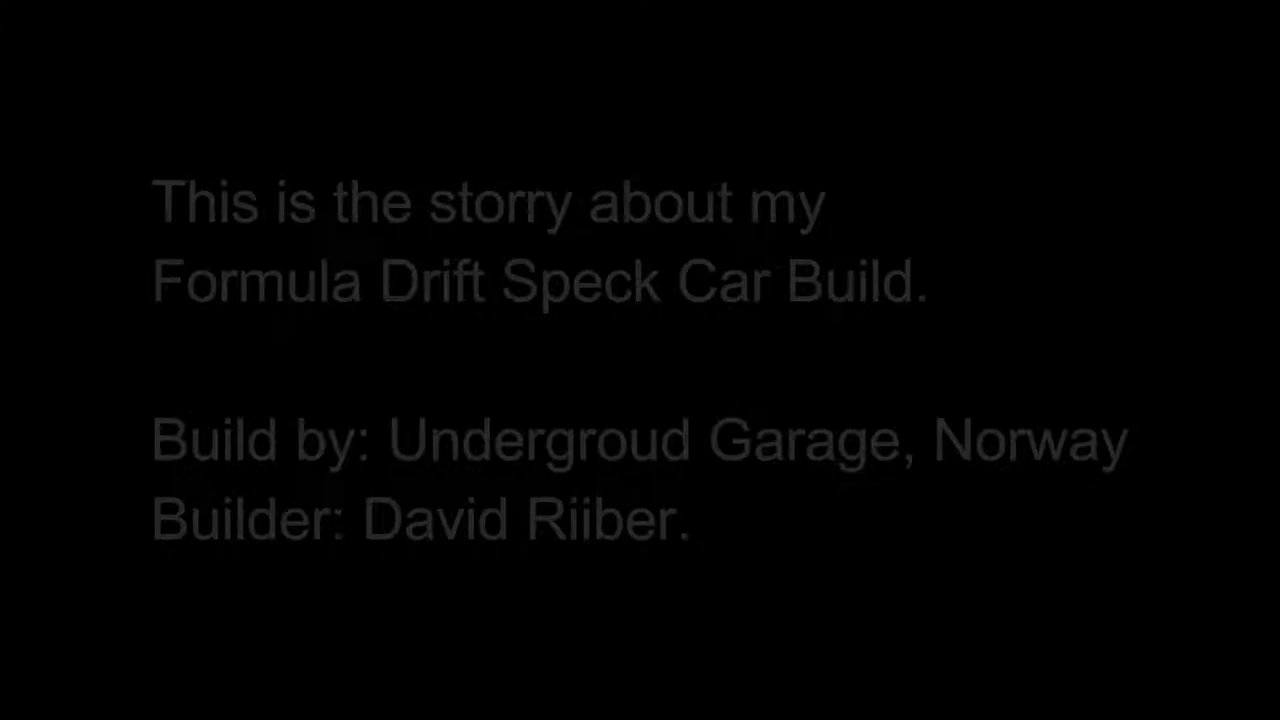 This is the storry about my
Formula Drift Speck Car Build.
Build by: Undergroud Garage, Norway
Builder: David Riiber.